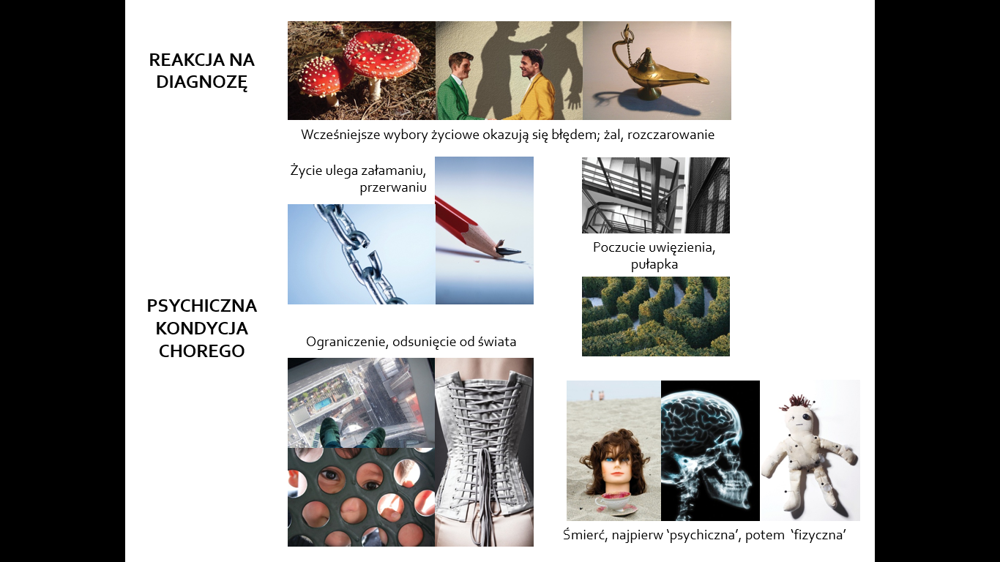 REAKCJA NA
DIAGNOZĘ
Wcześniejsze wybory życiowe okazują się błędem; żal, rozczarowanie
Życie ulega załamaniu,
przerwaniu
Poczucie uwięzienia,
pułapka
PSYCHICZNA
KONDYCJA
CHOREGO
Ograniczenie, odsunięcie od świata
Śmierć, najpierw ‘psychiczna’, potem ‘fizyczna’